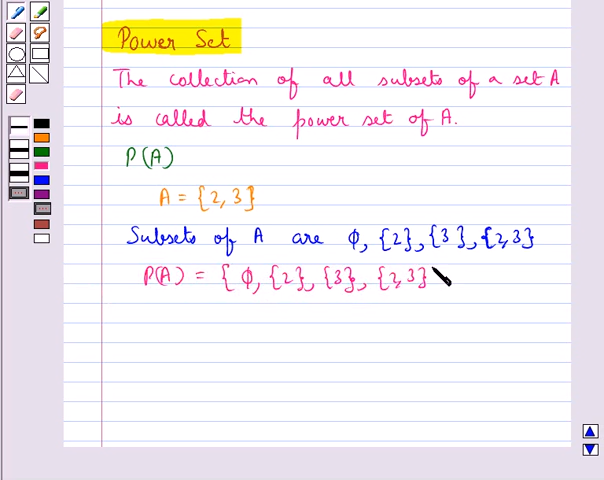 Power Set
The collection of all subsets of a set A
is called the power set of A.
P(A)
A = {2, 3}
Subsets of A are ϕ, {2}, {3}, {2, 3}
P(A) = { ϕ, {2}, {3}, {2, 3}